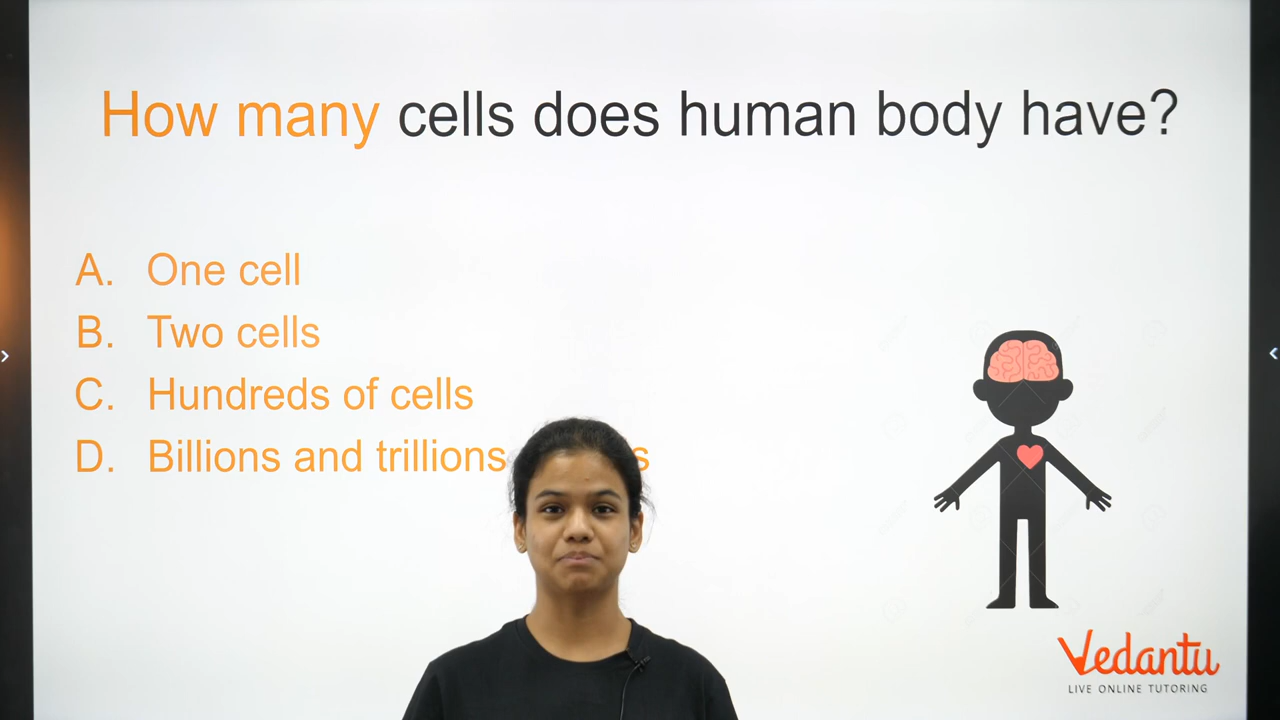 How many cells does human body have?
A. One cell
B. Two cells
C. Hundreds of cells
D. Billions and trillions
Vedantu
LIVE ONLINE TUTORING